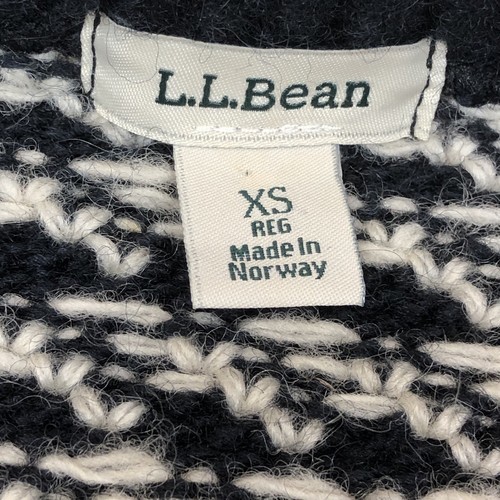 L.L.Bean
XS
REG
Made In
Norway